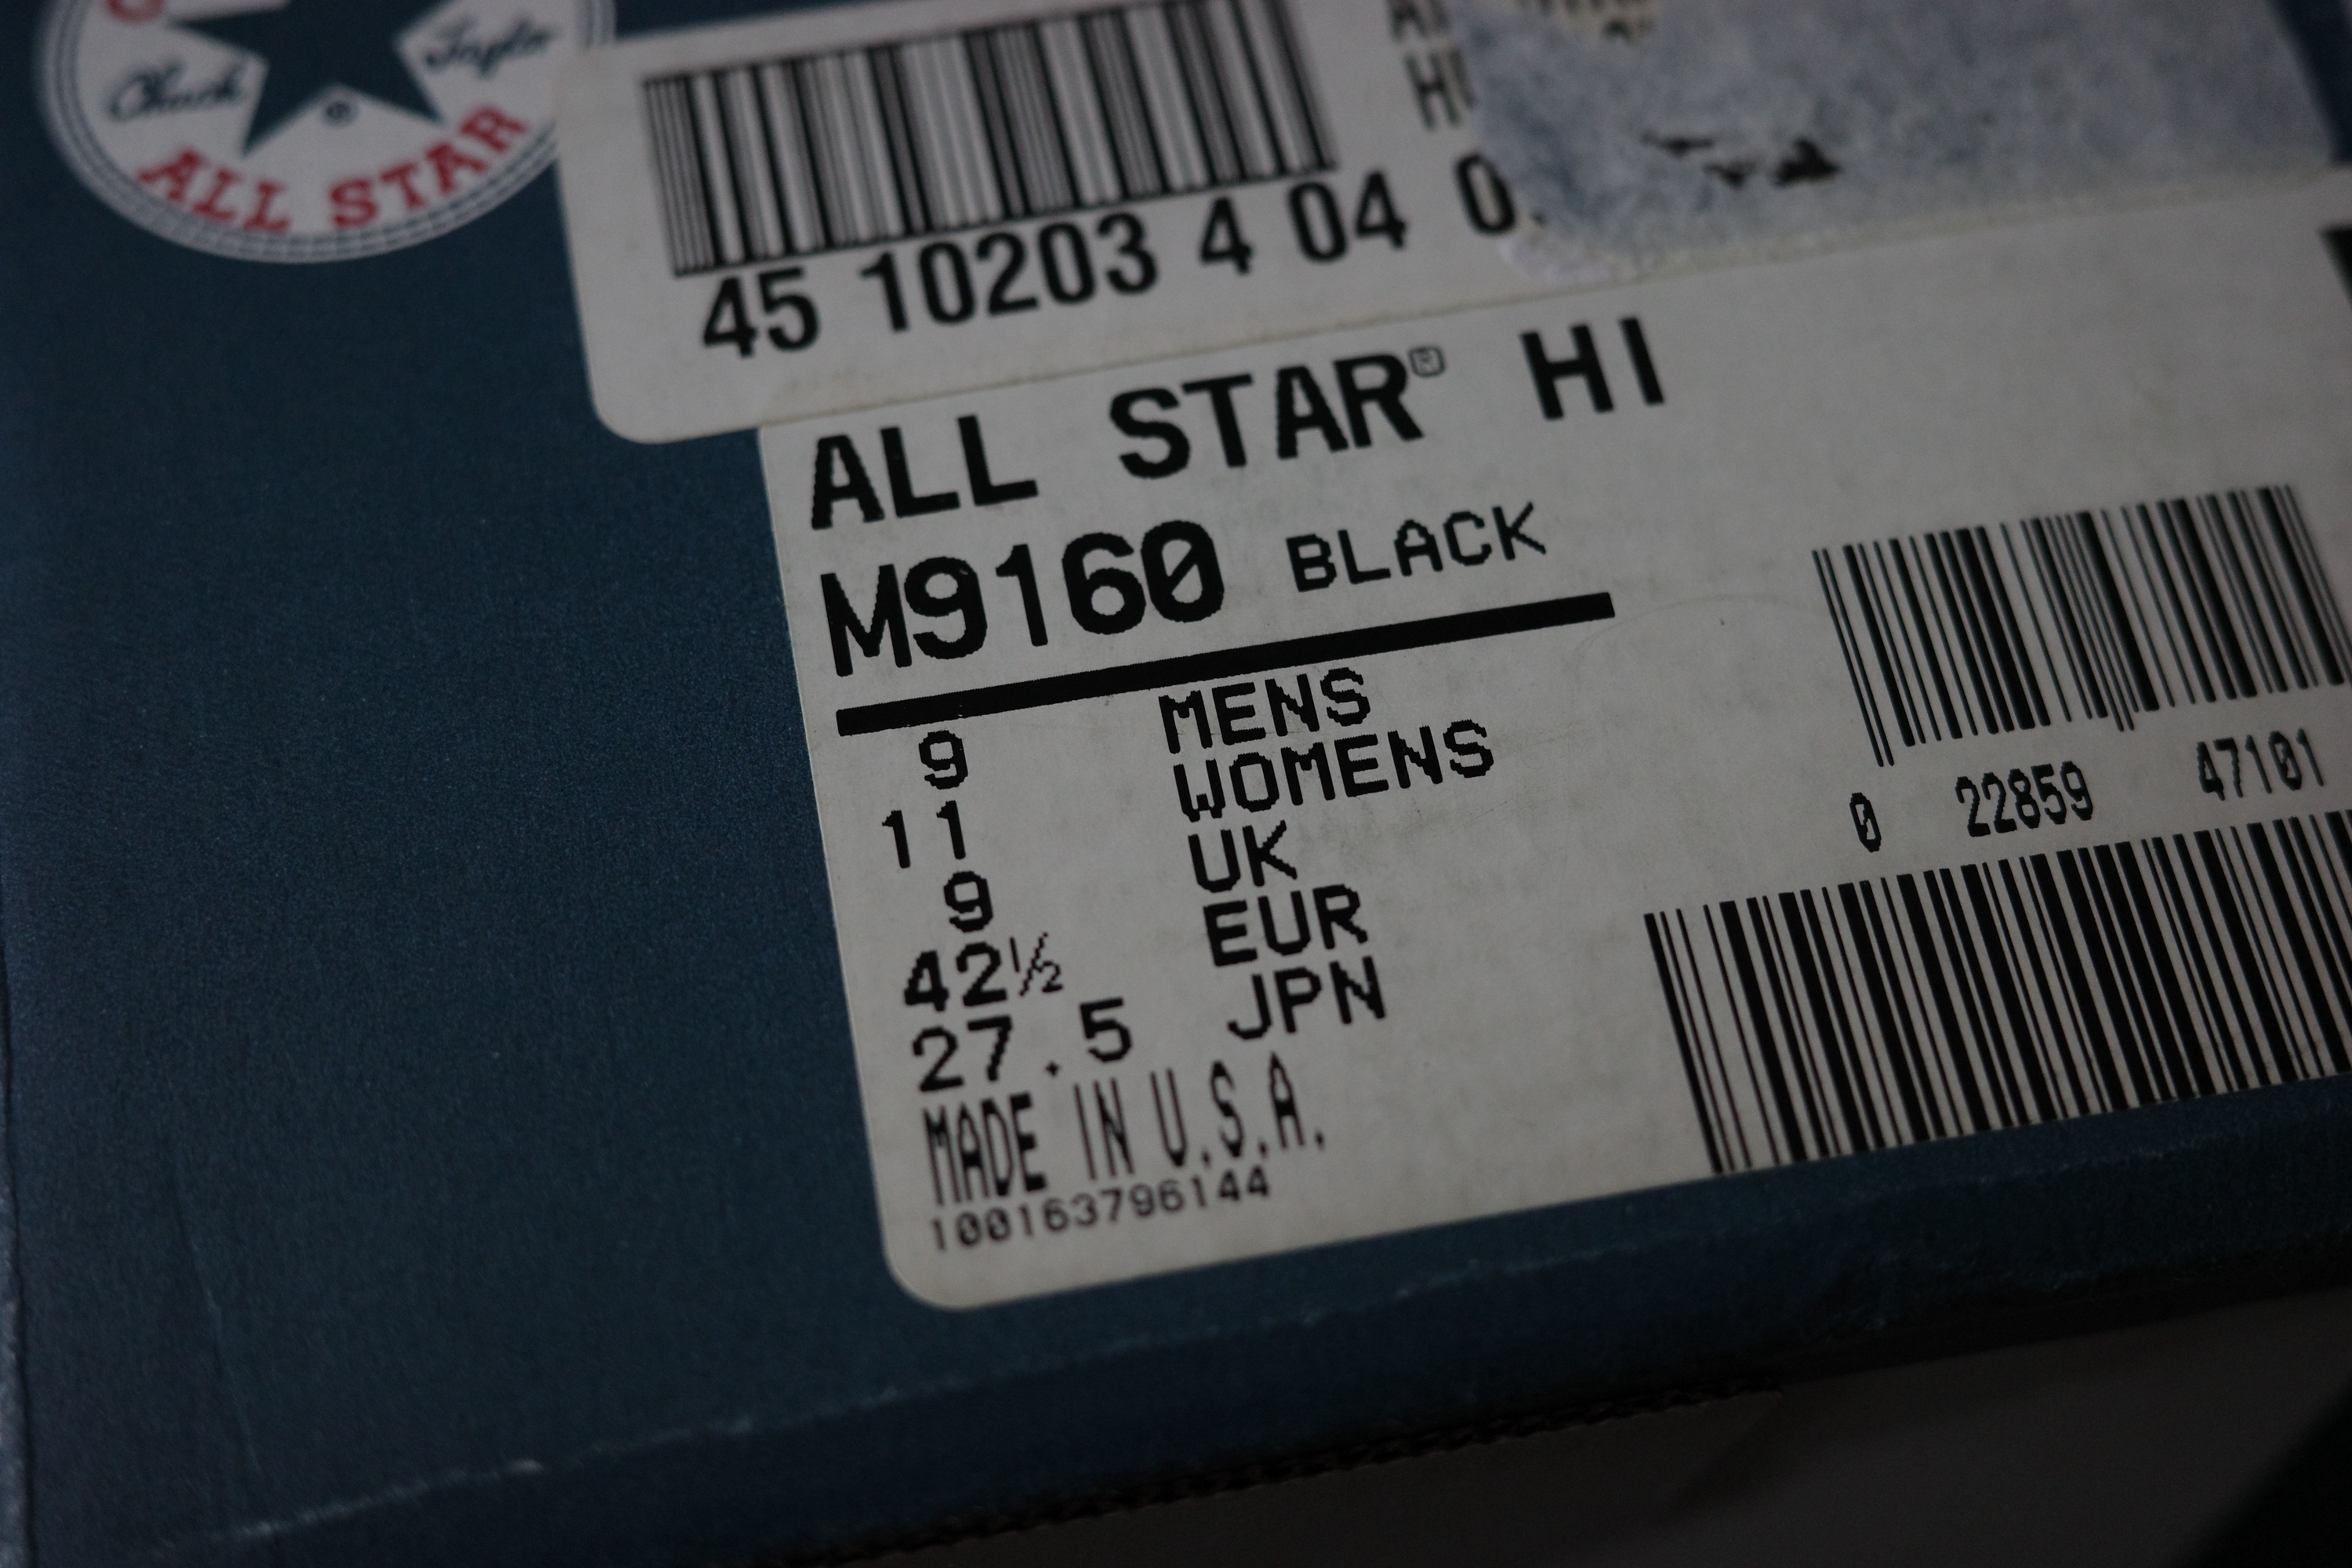 Chuck Taylor
ALL STAR
45 10203 4 04
ALL STAR® HI
M9160 BLACK
9 MENS
11 WOMENS
9 UK
42½ EUR
27.5 JPN
MADE IN U.S.A.
100163796144
0 22859 47101